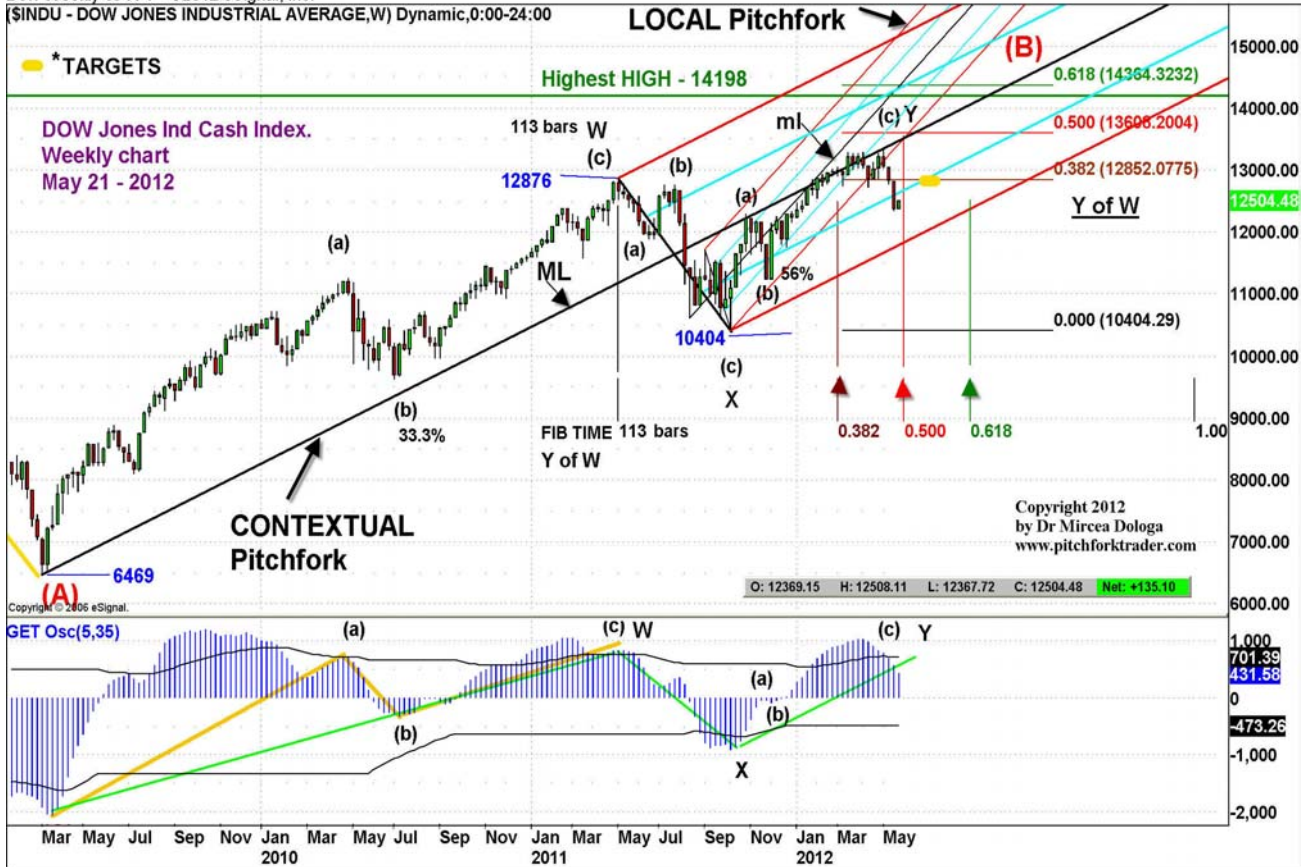 ($INDU - DOW JONES INDUSTRIAL AVERAGE,W) Dynamic,0:00-24:00
LOCAL Pitchfork
*TARGETS
Highest HIGH - 14198
(B)
0.618 (14364.3232)
15000.00
14000.00
DOW Jones Ind Cash Index.
Weekly chart
May 21 - 2012
113 bars W
(c)
12876
(b)
ml
(c) Y
0.500 (13608.2004)
0.382 (12852.0775)
13000.00
12504.48
Y of W
12000.00
(a)
(a)
(a)
ML
56%
(b)
11000.00
10404
0.000 (10404.29)
10000.00
(c)
X
(b)
33.3%
FIB TIME 113 bars
Y of W
0.382
0.500
0.618
1.00
9000.00
8000.00
CONTEXTUAL
Pitchfork
Copyright 2012
by Dr Mircea Dologa
www.pitchforktrader.com
7000.00
6469
(A)
O: 12369.15 H: 12508.11 L: 12367.72 C: 12504.48 Net: +135.10
6000.00
Copyright © 2006 eSignal.
GET Osc(5,35)
(a)
(c) W
(c) Y
1,000
701.39
431.58
(a)
0
(b)
(b)
-473.26
X
-1,000
-2,000
Mar May Jul Sep Nov Jan Mar May Jul Sep Nov Jan Mar May Jul Sep Nov Jan Mar May
2010 2011 2012